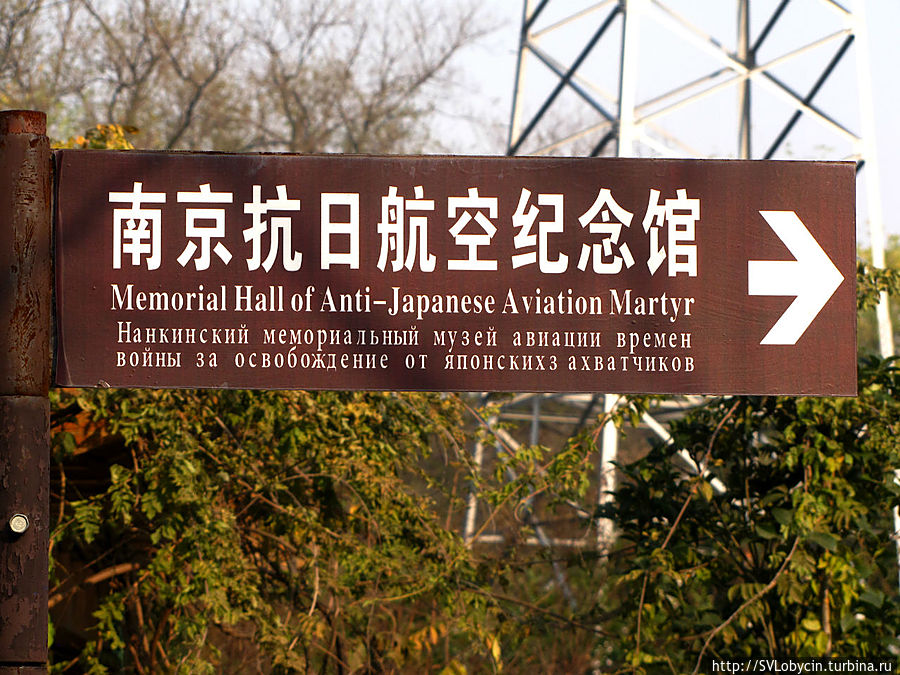 南京抗日航空纪念馆
Memorial Hall of Anti-Japanese Aviation Martyr
Нанкинский мемориальный музей авиации времен
войны за освобождение от японскихз ахватчиков
http://SVLobycin.turbina.ru